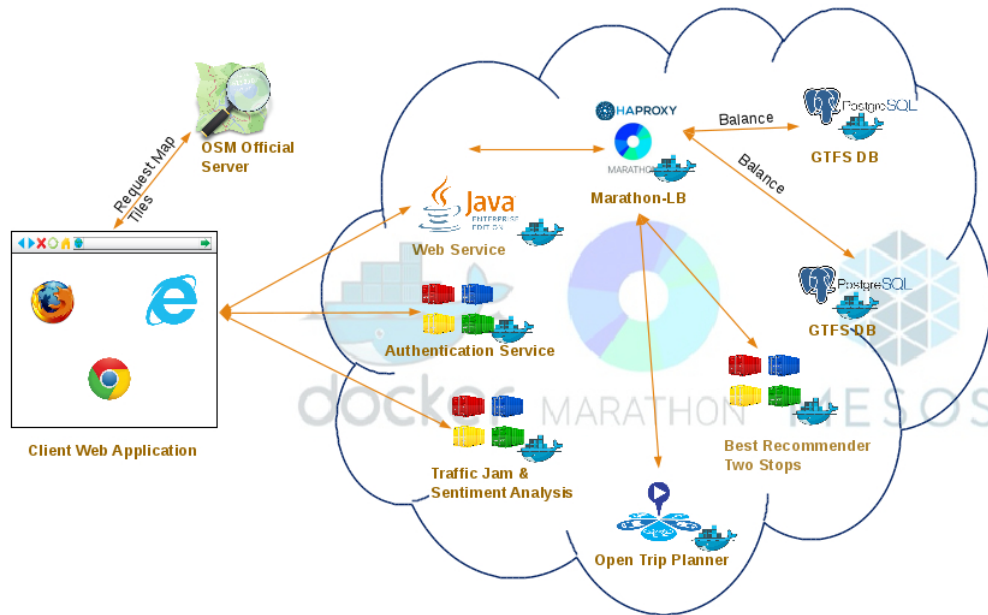 OSM Official
Server
Request Map
Tiles
Client Web Application
Java
ENTERPRISE
EDITION
Web Service
Authentication Service
Traffic Jam &
Sentiment Analysis
HAPROXY
MARATHON
Marathon-LB
Balance
Balance
PostgreSQL
GTFS DB
PostgreSQL
GTFS DB
docker
MARATHON
MESOS
Best Recommender
Two Stops
Open Trip Planner